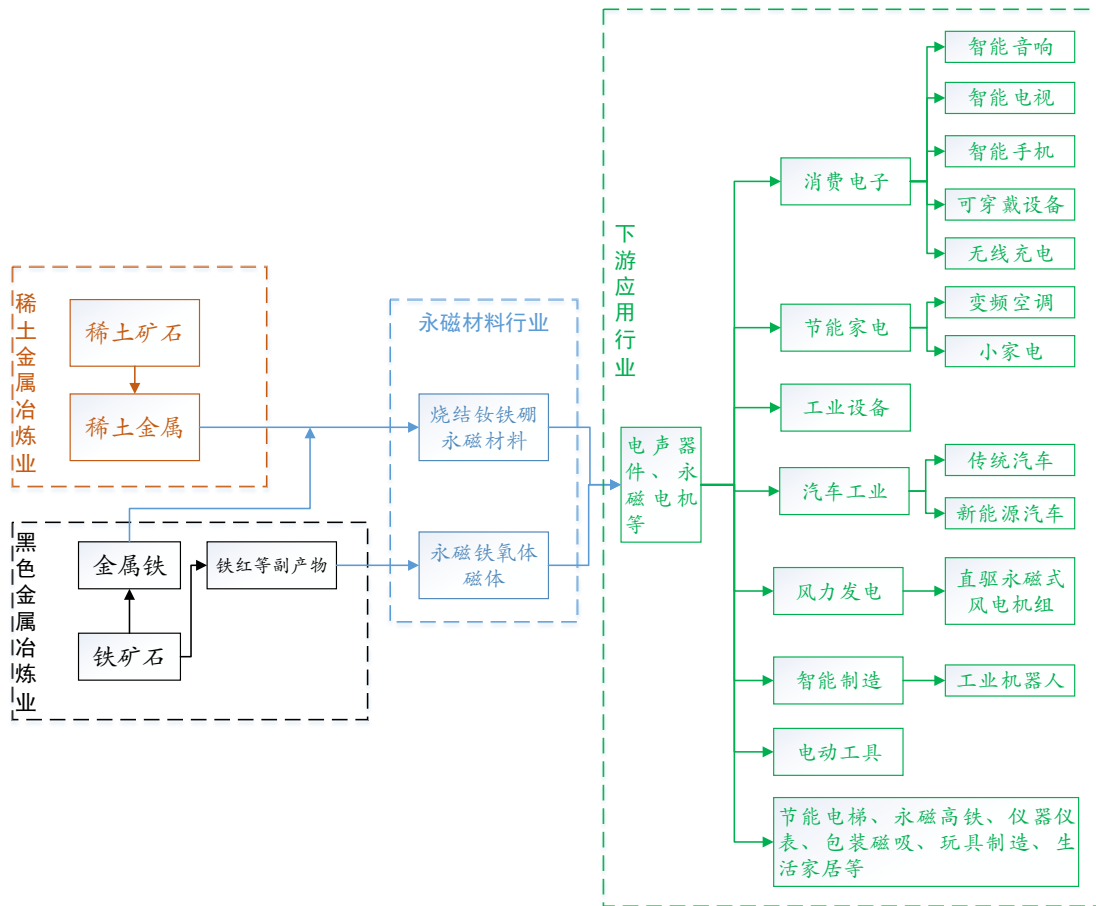 稀土金属冶炼业
稀土矿石
稀土金属
黑色金属冶炼业
金属铁
铁红等副产物
铁矿石
永磁材料行业
烧结钕铁硼
永磁材料
永磁铁氧体
磁体
下游应用行业
电声器
件、永
磁电机
等
消费电子
智能音响
智能电视
智能手机
可穿戴设备
无线充电
节能家电
变频空调
小家电
工业设备
汽车工业
传统汽车
新能源汽车
风力发电
直驱永磁式
风电机组
智能制造
工业机器人
电动工具
节能电梯、永磁高铁、仪器仪
表、包装磁吸、玩具制造、生
活家居等